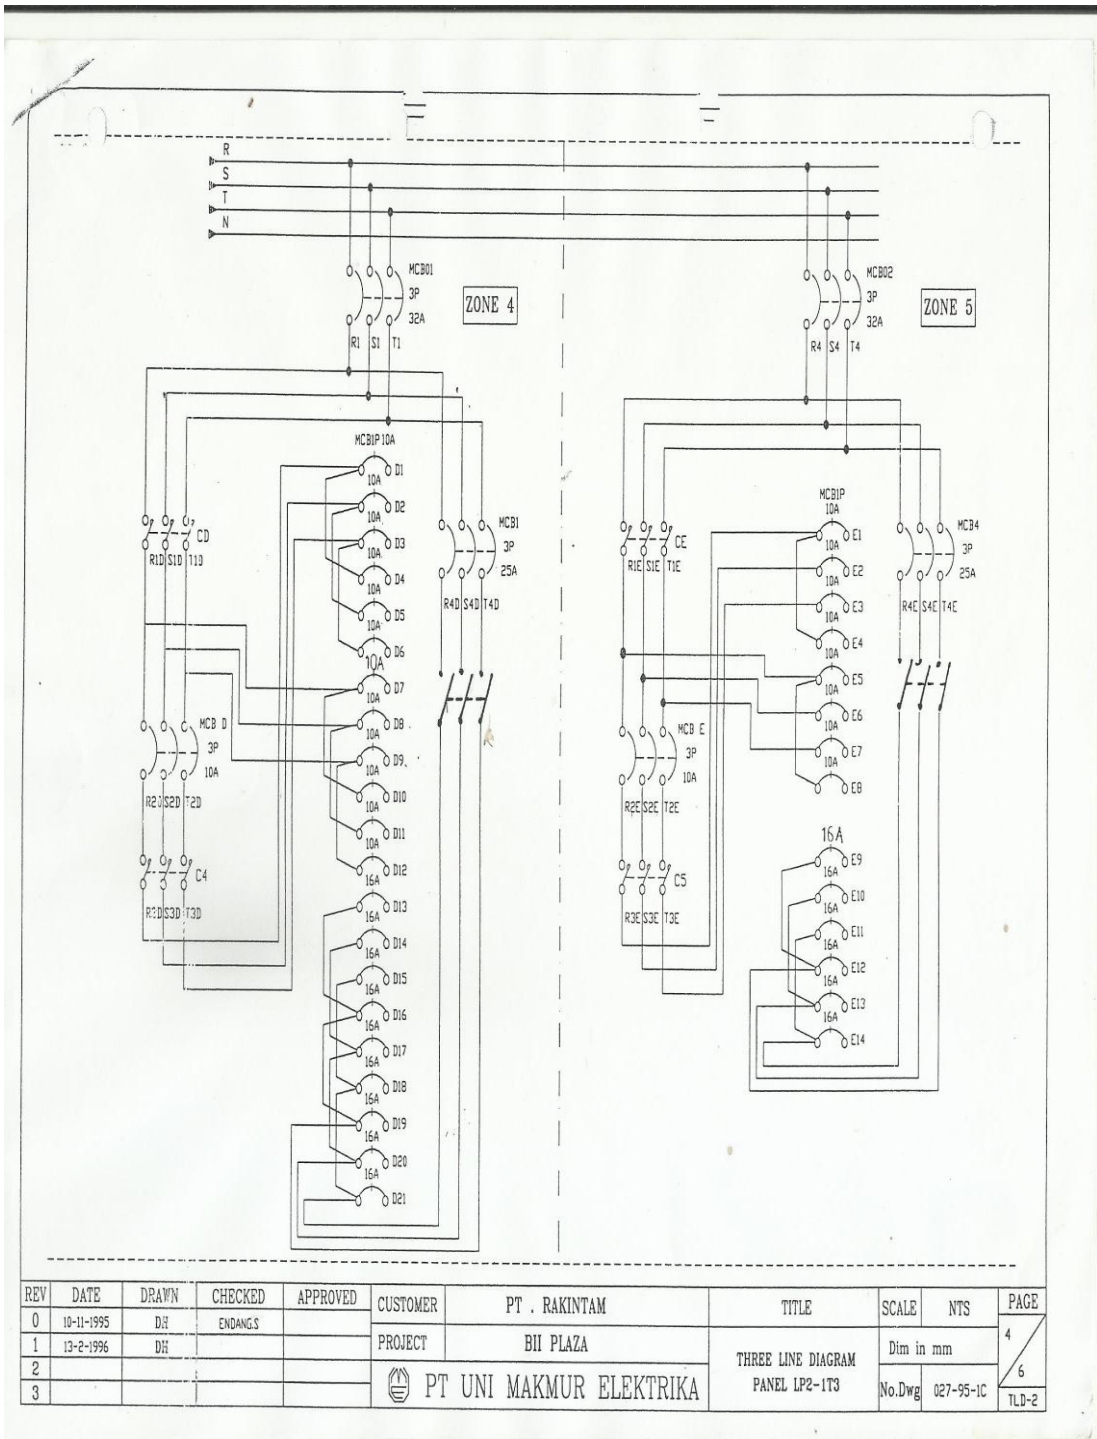 R
S
T
N
MCB01
3P
32A
R1 S1 T1
ZONE 4
MCB02
3P
32A
R4 S4 T4
ZONE 5
MCB1P 10A
D1
10A
D2
10A
D3
10A
D4
10A
D5
10A
D6
10A
D7
10A
D8
10A
D9
10A
D10
10A
D11
10A
D12
16A
D13
16A
D14
16A
D15
16A
D16
16A
D17
16A
D18
16A
D19
16A
D20
16A
D21
CD
R1D S1D T1D
MCB D
3P
10A
R2D S2D T2D
C4
R3D S3D T3D
MCB1
3P
25A
R4D S4D T4D
MCB1P
10A
E1
10A
E2
10A
E3
10A
E4
10A
E5
10A
E6
10A
E7
10A
E8
16A
E9
16A
E10
16A
E11
16A
E12
16A
E13
16A
E14
CE
R1E S1E T1E
MCB E
3P
10A
R2E S2E T2E
C5
R3E S3E T3E
MCB4
3P
25A
R4E S4E T4E
REV DATE DRAWN CHECKED APPROVED
0 10-11-1995 DH ENDANG.S
1 13-2-1996 DH
2
3
CUSTOMER PT . RAKINTAM
PROJECT BII PLAZA
PT UNI MAKMUR ELEKTRIKA
TITLE
THREE LINE DIAGRAM
PANEL LP2-1T3
SCALE NTS
Dim in mm
No.Dwg 027-95-1C
PAGE
4
6
TLD-2